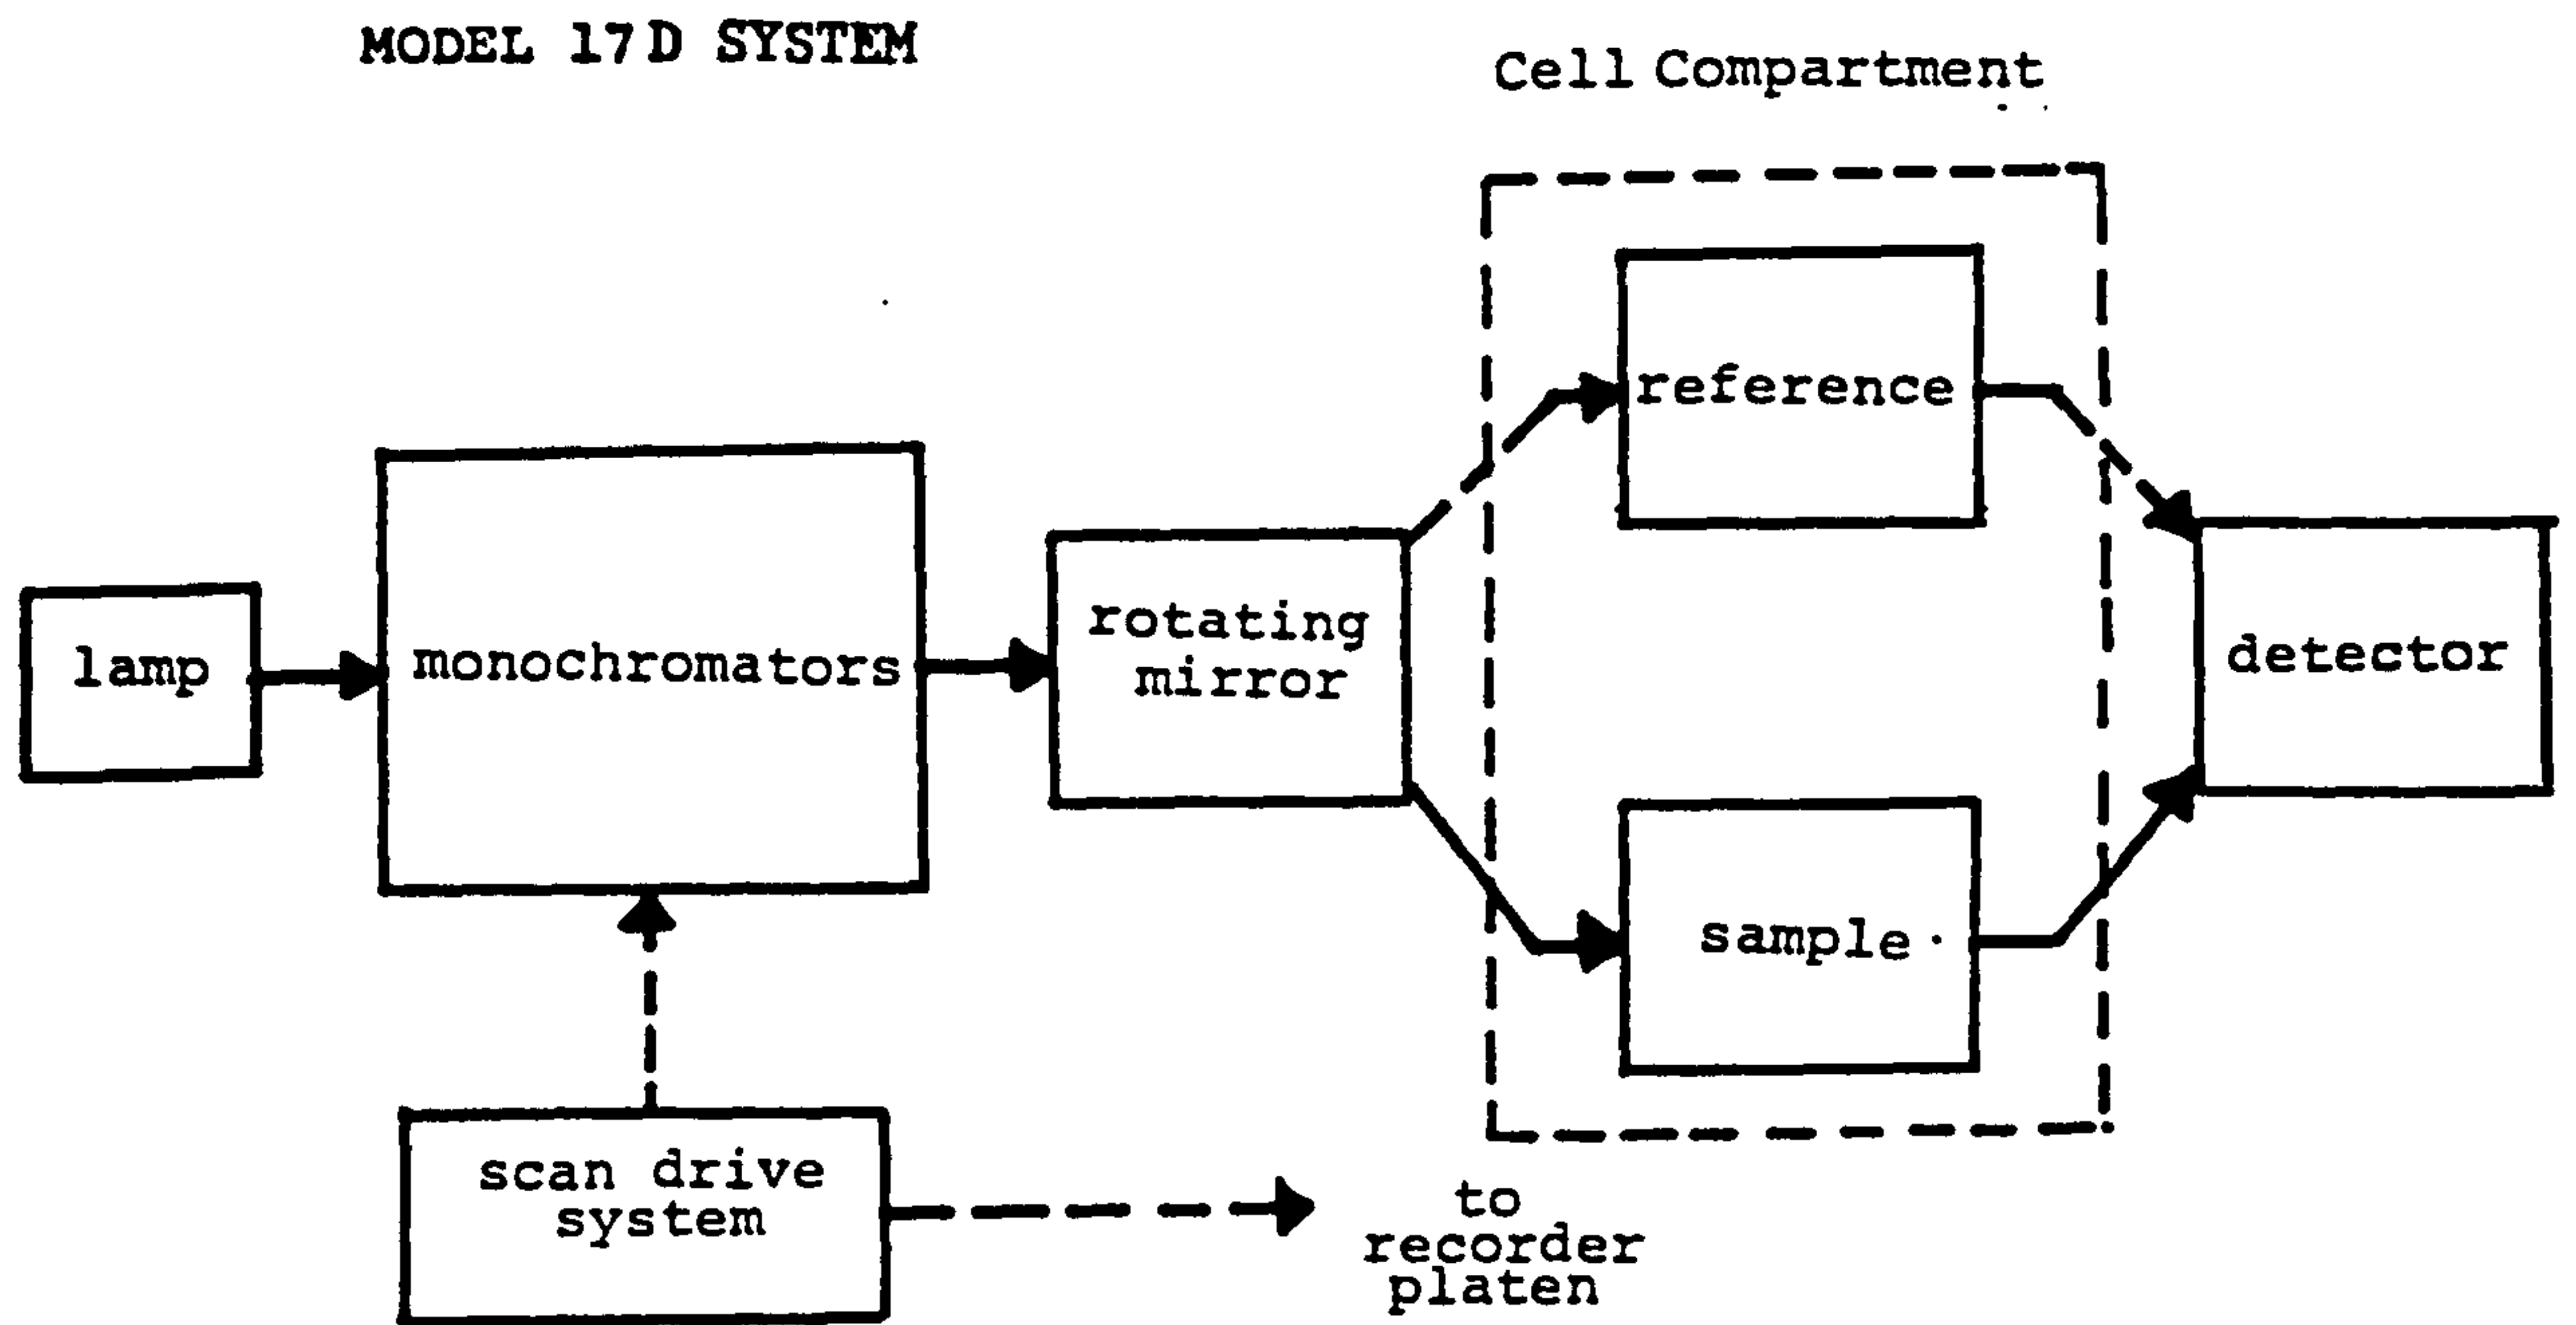 MODEL 17D SYSTEM
Cell Compartment
reference
lamp
monochromators
rotating
mirror
detector
sample
scan drive
system
to
recorder
platen